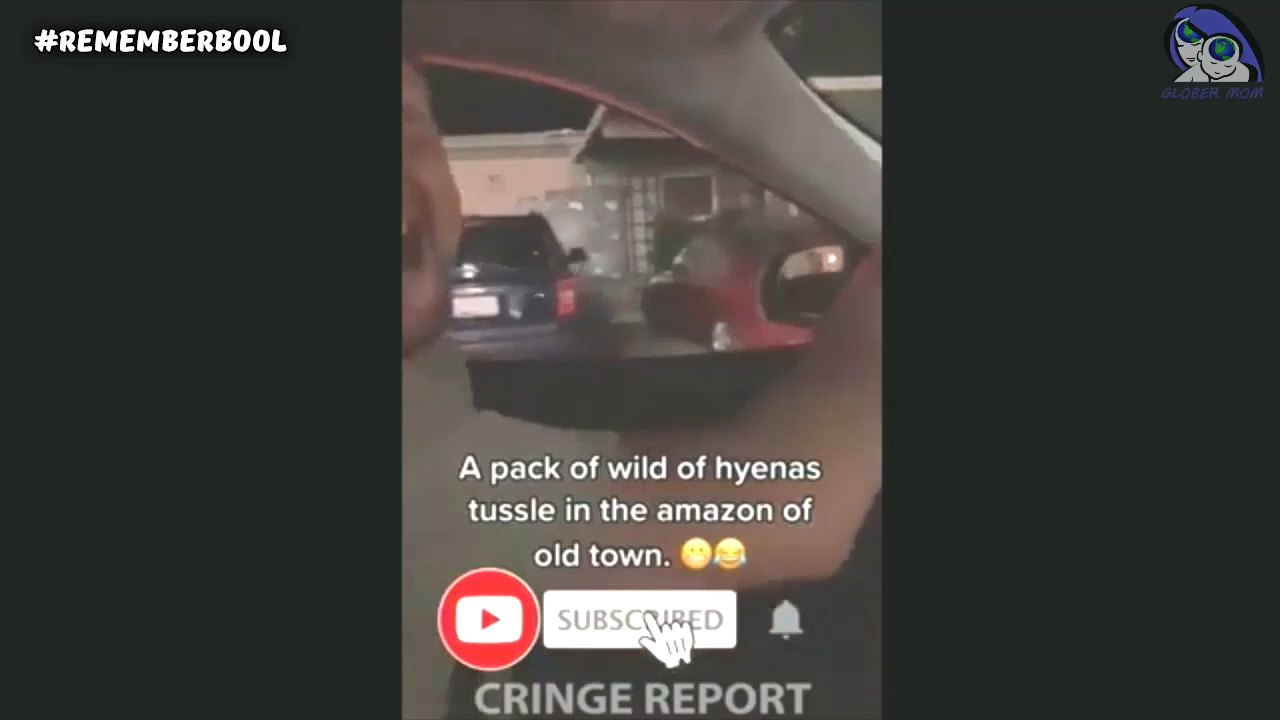 #REMEMBERBOOL
GLOBER MOM
A pack of wild of hyenas
tussle in the amazon of
old town. 😬😂
SUBSCRIBED
CRINGE REPORT